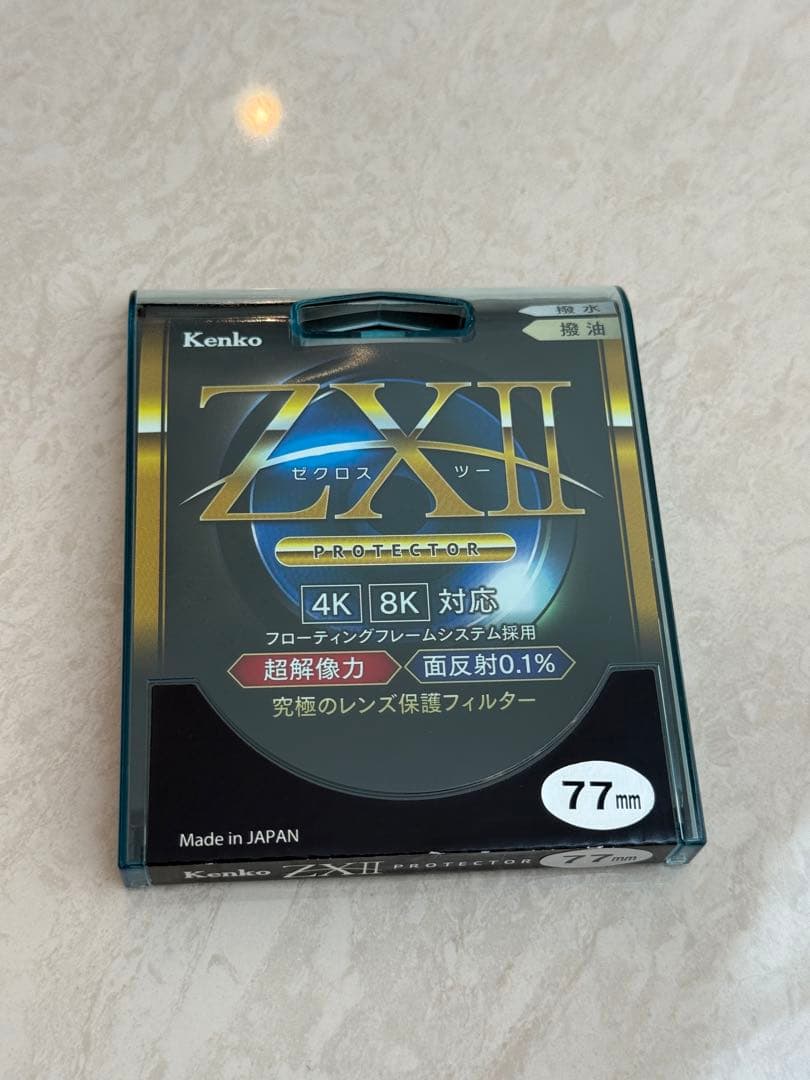 撥水
撥油
Kenko
ZXII
ゼクロス ツー
PROTECTOR
4K 8K 対応
フローティングフレームシステム採用
超解像力 面反射0.1%
究極のレンズ保護フィルター
77mm
Made in JAPAN
Kenko ZXII PROTECTOR 77mm